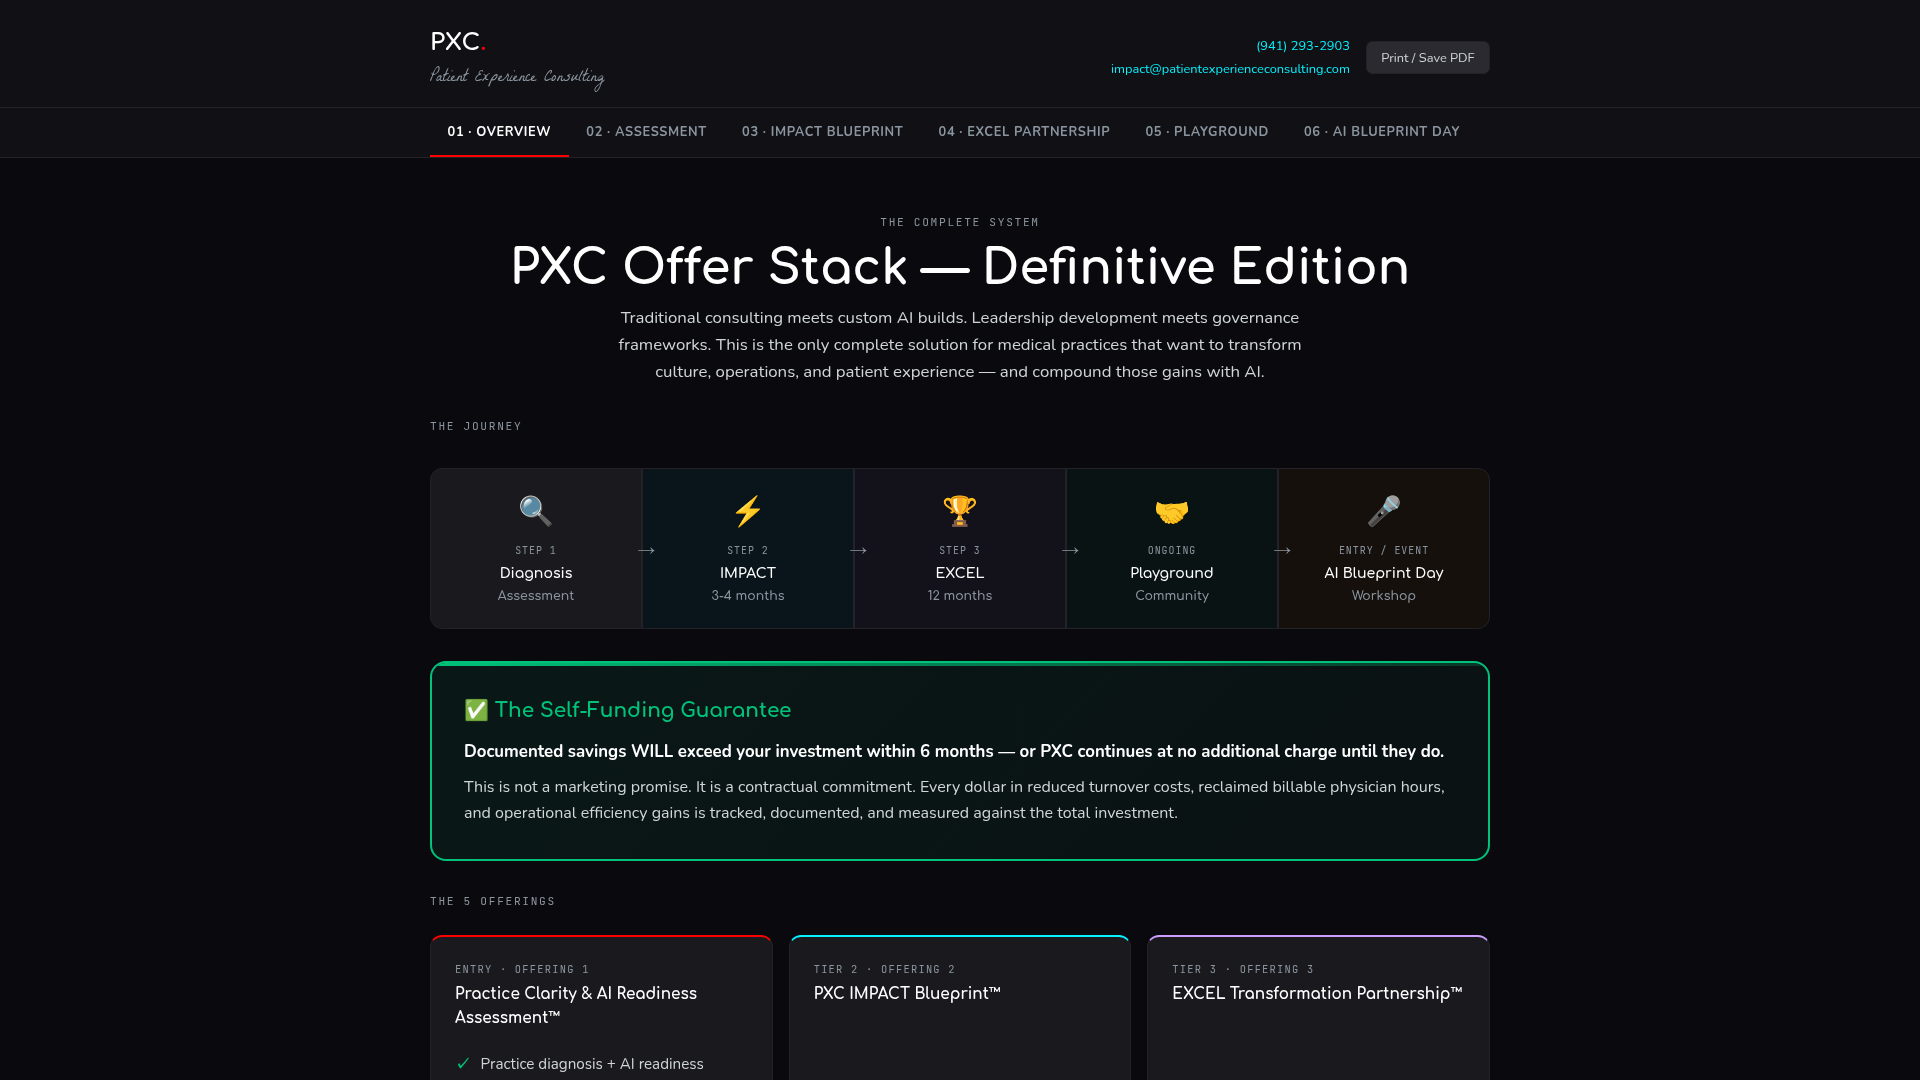 PXC.
Patient Experience Consulting
(941) 293-2903
impact@patientexperienceconsulting.com
Print / Save PDF
01 · OVERVIEW
02 · ASSESSMENT
03 · IMPACT BLUEPRINT
04 · EXCEL PARTNERSHIP
05 · PLAYGROUND
06 · AI BLUEPRINT DAY
THE COMPLETE SYSTEM
PXC Offer Stack — Definitive Edition
Traditional consulting meets custom AI builds. Leadership development meets governance
frameworks. This is the only complete solution for medical practices that want to transform
culture, operations, and patient experience — and compound those gains with AI.
THE JOURNEY
STEP 1
Diagnosis
Assessment
→
STEP 2
IMPACT
3-4 months
→
STEP 3
EXCEL
12 months
→
ONGOING
Playground
Community
→
ENTRY / EVENT
AI Blueprint Day
Workshop
✅ The Self-Funding Guarantee
Documented savings WILL exceed your investment within 6 months — or PXC continues at no additional charge until they do.
This is not a marketing promise. It is a contractual commitment. Every dollar in reduced turnover costs, reclaimed billable physician hours,
and operational efficiency gains is tracked, documented, and measured against the total investment.
THE 5 OFFERINGS
ENTRY · OFFERING 1
Practice Clarity & AI Readiness
Assessment™
✓ Practice diagnosis + AI readiness
TIER 2 · OFFERING 2
PXC IMPACT Blueprint™
TIER 3 · OFFERING 3
EXCEL Transformation Partnership™